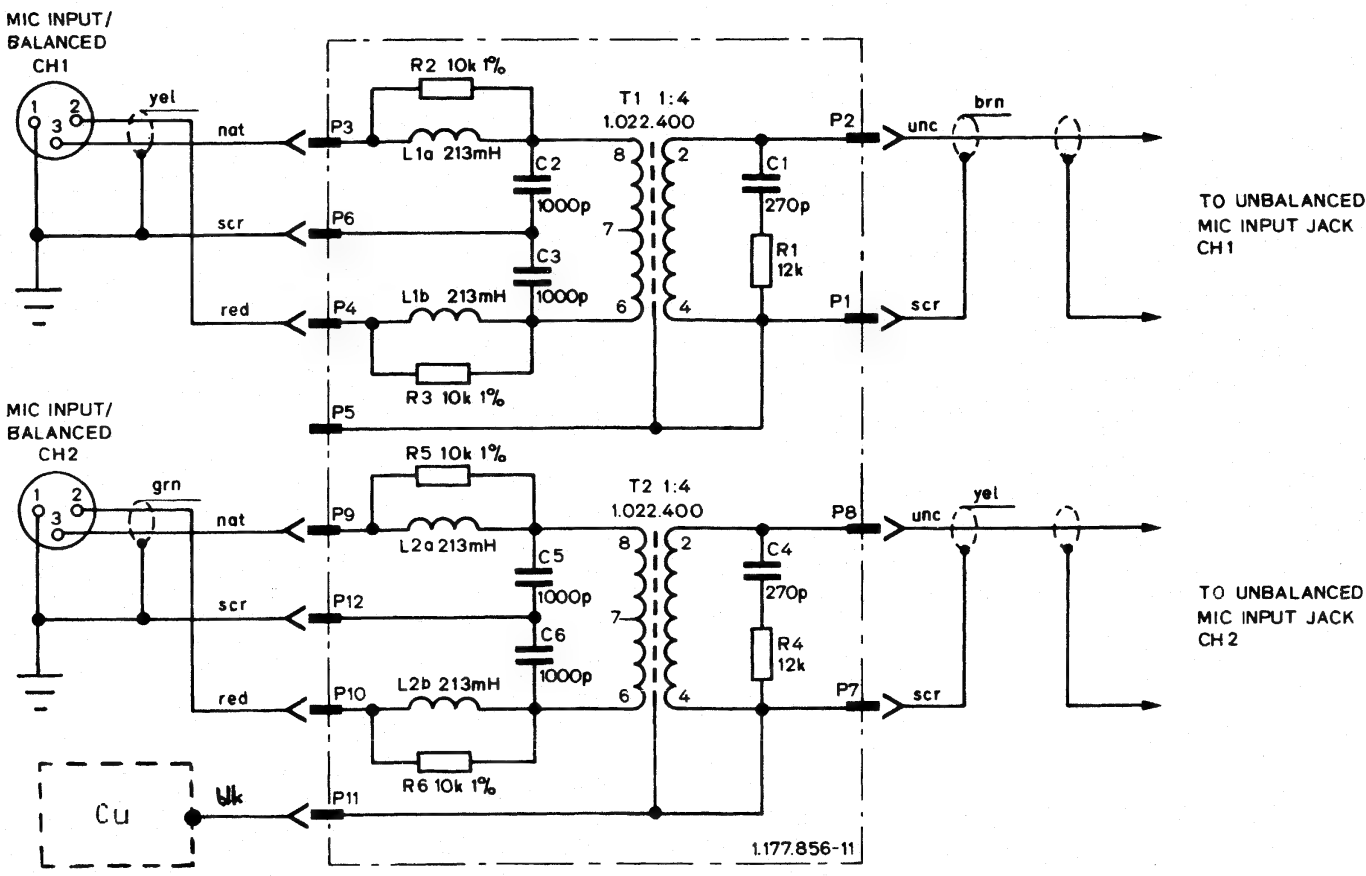 MIC INPUT/
BALANCED
CH1
1 2
3
yel
nat
scr
red
P3
P6
P4
P5
R2 10k 1%
L1a 213mH
C2
1000p
C3
1000p
L1b 213mH
R3 10k 1%
T1 1:4
1.022.400
8 2
7
6 4
C1
270p
R1
12k
P2
P1
unc
brn
scr
TO UNBALANCED
MIC INPUT JACK
CH1
MIC INPUT/
BALANCED
CH2
1 2
3
grn
nat
scr
red
P9
P12
P10
P11
R5 10k 1%
L2a 213mH
C5
1000p
C6
1000p
L2b 213mH
R6 10k 1%
T2 1:4
1.022.400
8 2
7
6 4
C4
270p
R4
12k
P8
P7
unc
yel
scr
TO UNBALANCED
MIC INPUT JACK
CH2
Cu
blk
1.177.856-11